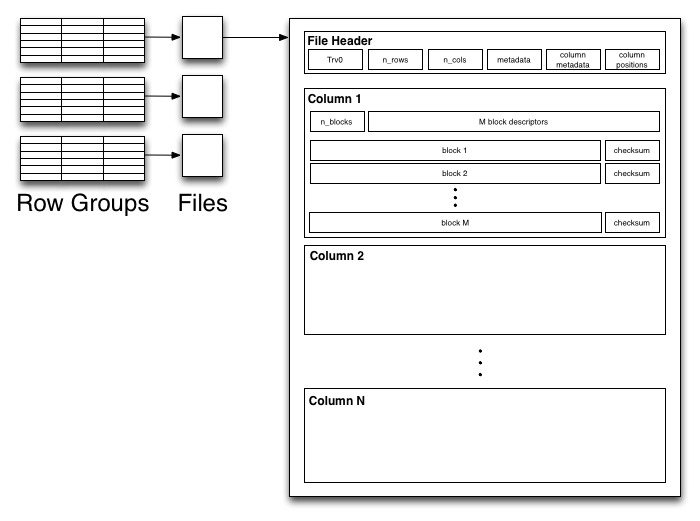 Row Groups
Files
File Header
Trv0
n_rows
n_cols
metadata
column
metadata
column
positions
Column 1
n_blocks
M block descriptors
block 1
checksum
block 2
checksum
block M
checksum
Column 2
Column N